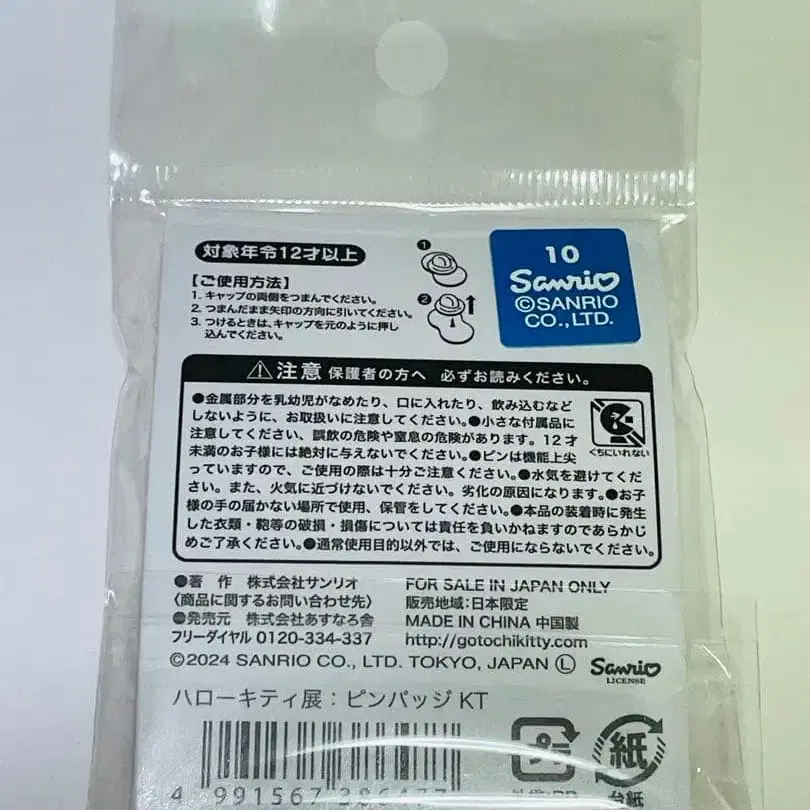 対象年令12才以上
【ご使用方法】
1. キャップの両側をつまんでください。
2. つまんだまま矢印の方向に引いてください。
3. つけるときは、キャップを元のように押し
込んでください。
1
2
10
Sanrio
©SANRIO
CO.,LTD.
注意 保護者の方へ 必ずお読みください。
●金属部分を乳幼児がなめたり、口に入れたり、飲み込むなど
しないように、お取扱いに注意してください。●小さな付属品に
注意してください、誤飲の危険や窒息の危険があります。12才
未満のお子様には絶対に与えないでください。●ピンは機能上尖
っていますので、ご使用の際は十分ご注意ください。●水気を避けてくだ
さい。また、火気に近づけないでください。劣化の原因になります。●お子
様の手の届かない場所で使用、保管をしてください。●本品の装着時に発生
した衣類・鞄等の破損・損傷については責任を負いかねますのであらかじ
めご了承ください。●通常使用目的以外では、ご使用にならないでください。
くちにいれない
●著 作 株式会社サンリオ
〈商品に関するお問い合わせ先〉
●発売元 株式会社あすなろ舎
フリーダイヤル 0120-334-337
FOR SALE IN JAPAN ONLY
販売地域:日本限定
MADE IN CHINA 中国製
http://gotochikitty.com
©2024 SANRIO CO., LTD. TOKYO, JAPAN Ⓛ
Sanrio
LICENSE
ハローキティ展:ピンバッジ KT
4 991567 386477
プラ
紙
外袋:PP
台紙